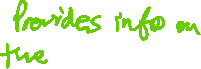 Provides info on
the